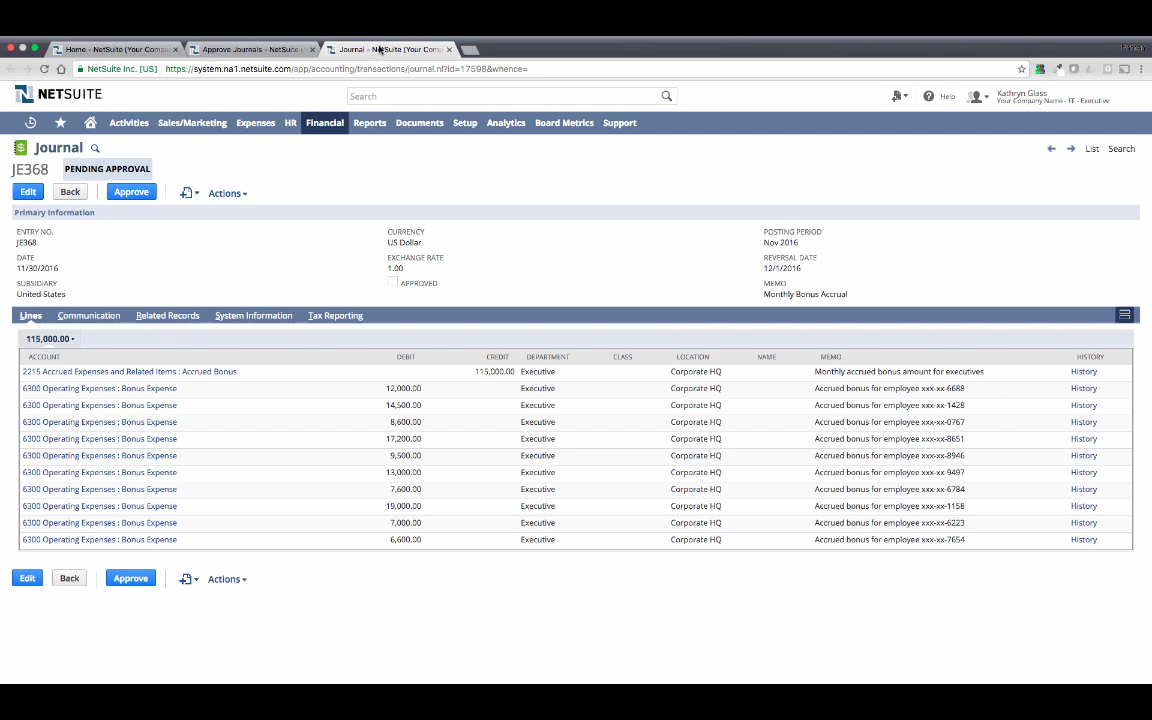 Home - NetSuite (Your Compa Approve Journals - NetSuite ( Journal - NetSuite (Your Comp
NetSuite Inc. [US] https://system.na1.netsuite.com/app/accounting/transactions/journal.nl?id=17598&whence=
NETSUITE Search Help Kathryn Glass
Your Company Name - FF - Executive
Activities Sales/Marketing Expenses HR Financial Reports Documents Setup Analytics Board Metrics Support
Journal List Search
JE368 PENDING APPROVAL
Edit Back Approve Actions
Primary Information
ENTRY NO. CURRENCY POSTING PERIOD
JE368 US Dollar Nov 2016
DATE EXCHANGE RATE REVERSAL DATE
11/30/2016 1.00 12/1/2016
SUBSIDIARY APPROVED MEMO
United States Monthly Bonus Accrual
Lines Communication Related Records System Information Tax Reporting
115,000.00
ACCOUNT DEBIT CREDIT DEPARTMENT CLASS LOCATION NAME MEMO HISTORY
2215 Accrued Expenses and Related Items : Accrued Bonus 115,000.00 Executive Corporate HQ Monthly accrued bonus amount for executives History
6300 Operating Expenses : Bonus Expense 12,000.00 Executive Corporate HQ Accrued bonus for employee xxx-xx-6688 History
6300 Operating Expenses : Bonus Expense 14,500.00 Executive Corporate HQ Accrued bonus for employee xxx-xx-1428 History
6300 Operating Expenses : Bonus Expense 8,600.00 Executive Corporate HQ Accrued bonus for employee xxx-xx-0767 History
6300 Operating Expenses : Bonus Expense 17,200.00 Executive Corporate HQ Accrued bonus for employee xxx-xx-8651 History
6300 Operating Expenses : Bonus Expense 9,500.00 Executive Corporate HQ Accrued bonus for employee xxx-xx-8946 History
6300 Operating Expenses : Bonus Expense 13,000.00 Executive Corporate HQ Accrued bonus for employee xxx-xx-9497 History
6300 Operating Expenses : Bonus Expense 7,600.00 Executive Corporate HQ Accrued bonus for employee xxx-xx-6784 History
6300 Operating Expenses : Bonus Expense 19,000.00 Executive Corporate HQ Accrued bonus for employee xxx-xx-1158 History
6300 Operating Expenses : Bonus Expense 7,000.00 Executive Corporate HQ Accrued bonus for employee xxx-xx-6223 History
6300 Operating Expenses : Bonus Expense 6,600.00 Executive Corporate HQ Accrued bonus for employee xxx-xx-7654 History
Edit Back Approve Actions